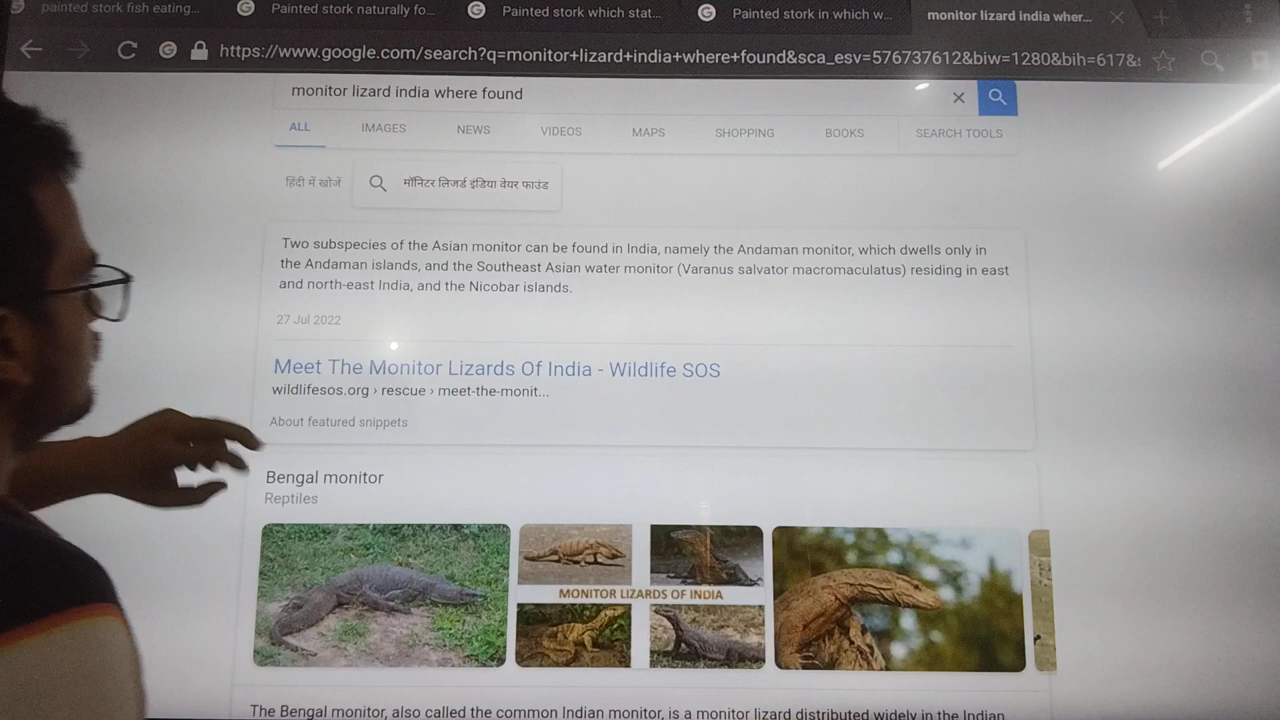 painted stork fish eating...
Painted stork naturally fo...
Painted stork which stat...
Painted stork in which w...
monitor lizard india wher...
https://www.google.com/search?q=monitor+lizard+india+where+found&sca_esv=576737612&biw=1280&bih=617&
monitor lizard india where found
ALL
IMAGES
NEWS
VIDEOS
MAPS
SHOPPING
BOOKS
SEARCH TOOLS
हिंदी में खोजें
मॉनिटर लिजर्ड इंडिया वेयर फाउंड
Two subspecies of the Asian monitor can be found in India, namely the Andaman monitor, which dwells only in
the Andaman islands, and the Southeast Asian water monitor (Varanus salvator macromaculatus) residing in east
and north-east India, and the Nicobar islands.
27 Jul 2022
Meet The Monitor Lizards Of India - Wildlife SOS
wildlifesos.org › rescue › meet-the-monit...
About featured snippets
Bengal monitor
Reptiles
MONITOR LIZARDS OF INDIA
The Bengal monitor, also called the common Indian monitor, is a monitor lizard distributed widely in the Indian